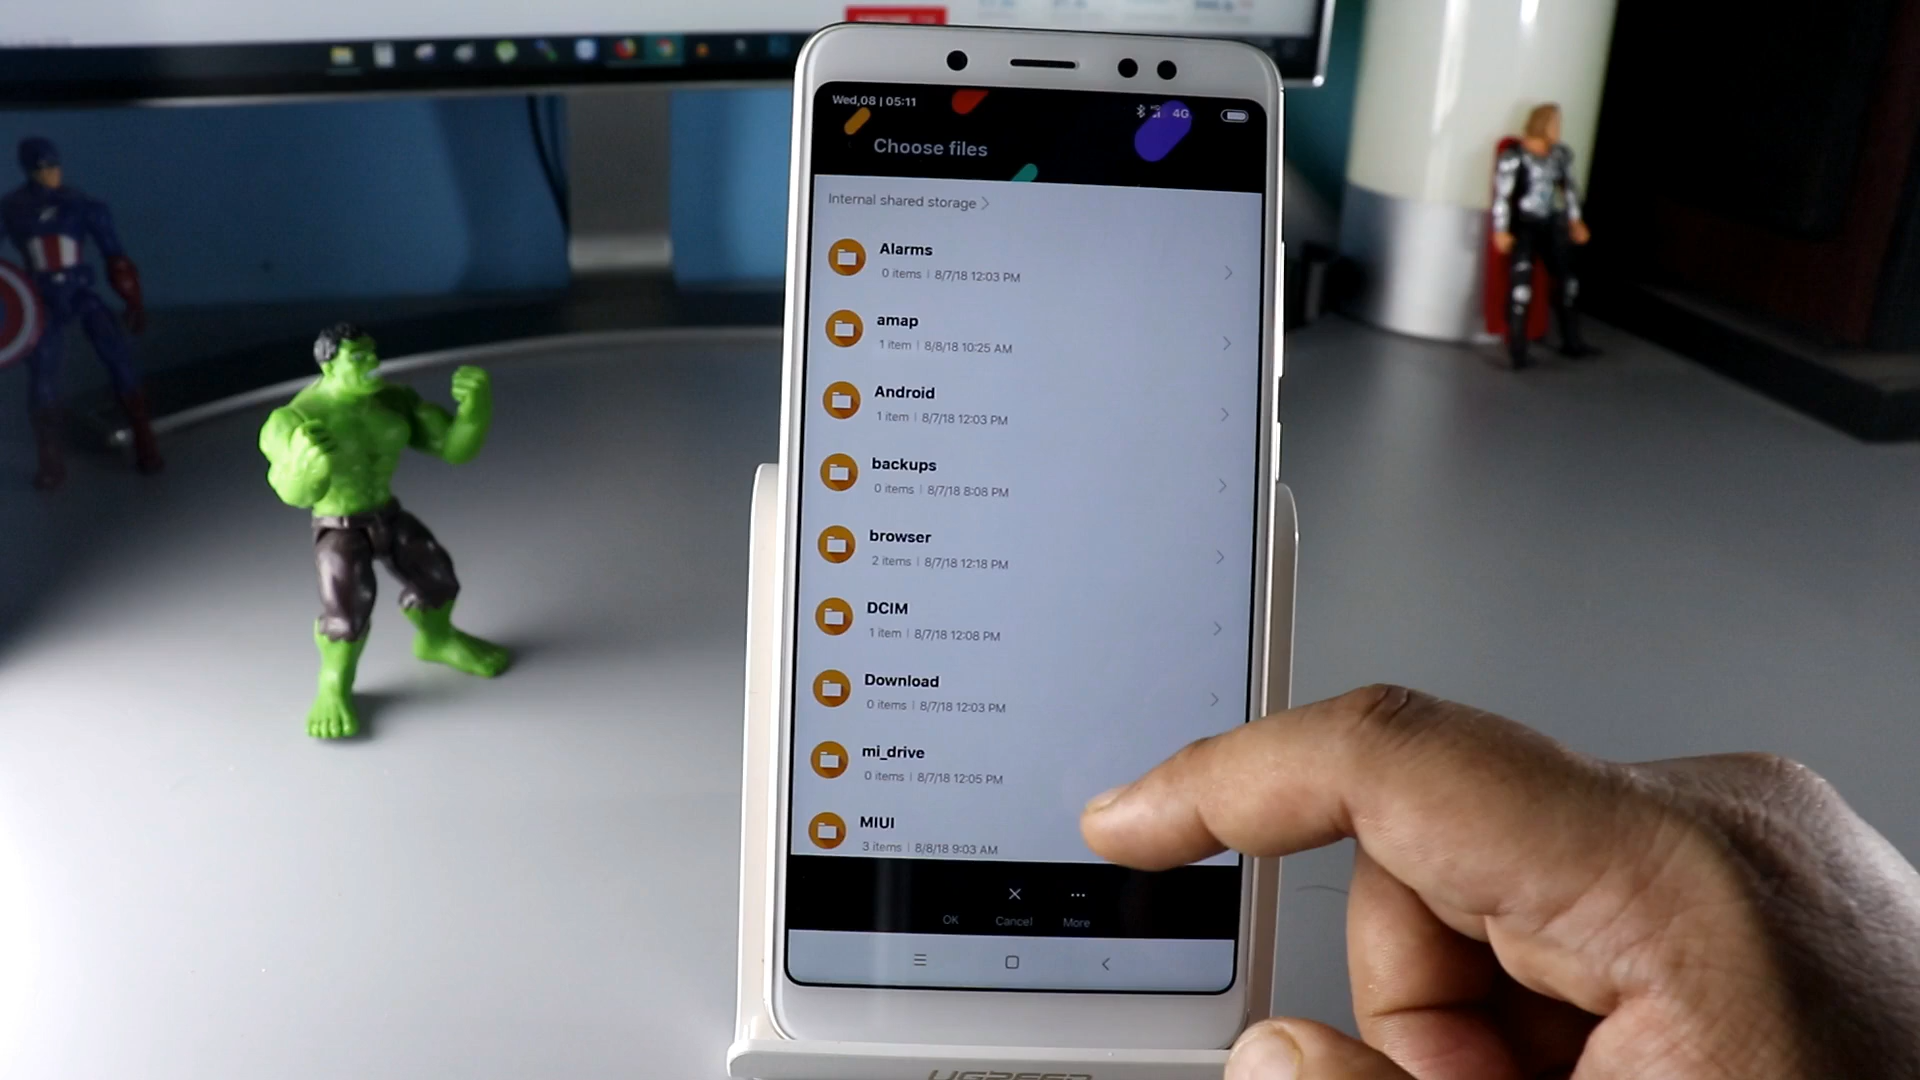 Wed,08 | 05:11
HD
4G
Choose files
Internal shared storage >
Alarms
0 items | 8/7/18 12:03 PM
amap
1 item | 8/8/18 10:25 AM
Android
1 item | 8/7/18 12:03 PM
backups
0 items | 8/7/18 8:08 PM
browser
2 items | 8/7/18 12:18 PM
DCIM
1 item | 8/7/18 12:08 PM
Download
0 items | 8/7/18 12:03 PM
mi_drive
0 items | 8/7/18 12:05 PM
MIUI
3 items | 8/8/18 9:03 AM
OK Cancel More
UGREEN